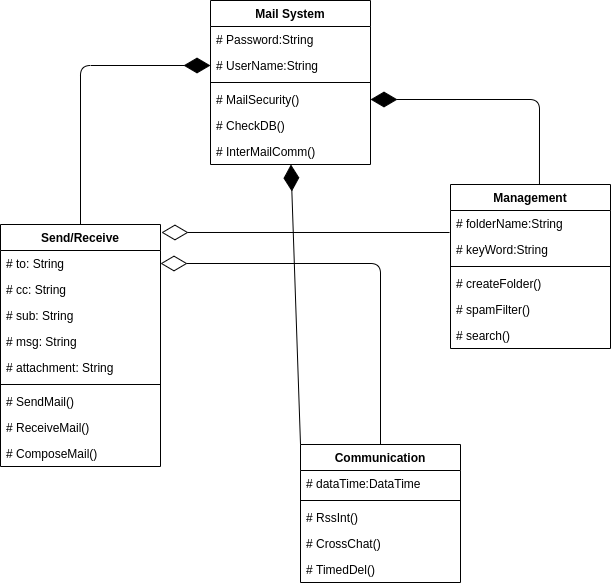 Mail System
# Password:String
# UserName:String
# MailSecurity()
# CheckDB()
# InterMailComm()
Management
# folderName:String
# keyWord:String
# createFolder()
# spamFilter()
# search()
Send/Receive
# to: String
# cc: String
# sub: String
# msg: String
# attachment: String
# SendMail()
# ReceiveMail()
# ComposeMail()
Communication
# dataTime:DataTime
# RssInt()
# CrossChat()
# TimedDel()